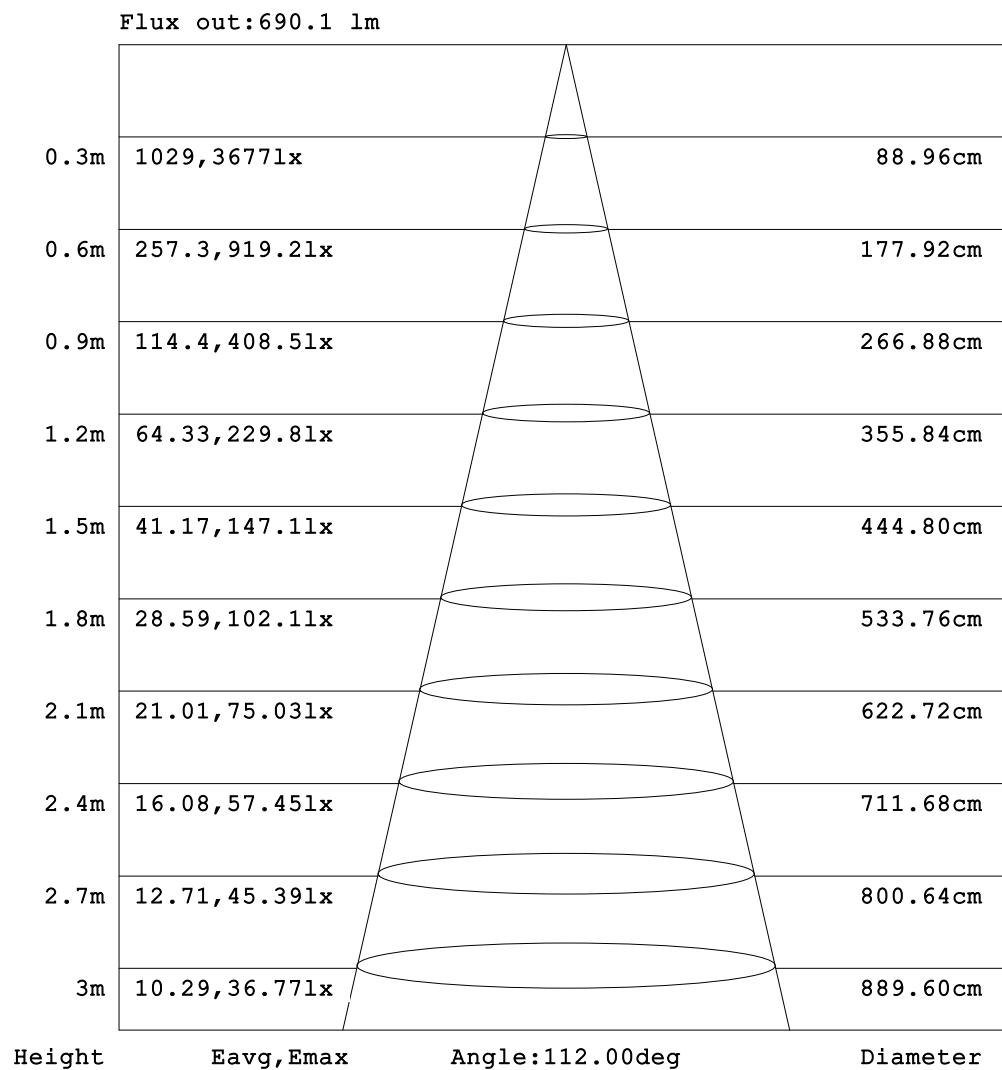 Flux out:690.1 lm
0.3m 1029,3677lx 88.96cm
0.6m 257.3,919.2lx 177.92cm
0.9m 114.4,408.5lx 266.88cm
1.2m 64.33,229.8lx 355.84cm
1.5m 41.17,147.1lx 444.80cm
1.8m 28.59,102.1lx 533.76cm
2.1m 21.01,75.03lx 622.72cm
2.4m 16.08,57.45lx 711.68cm
2.7m 12.71,45.39lx 800.64cm
3m 10.29,36.77lx 889.60cm
Height Eavg,Emax Angle:112.00deg Diameter